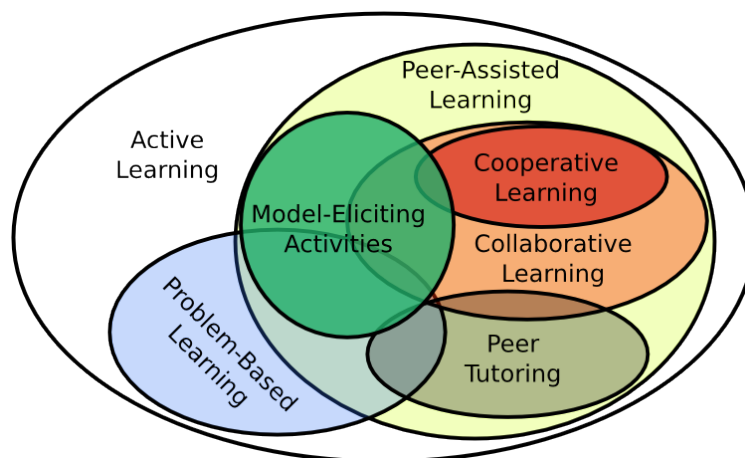 Peer-Assisted
Learning
Active
Learning
Cooperative
Learning
Model-Eliciting
Activities
Collaborative
Learning
Problem-Based
Learning
Peer
Tutoring